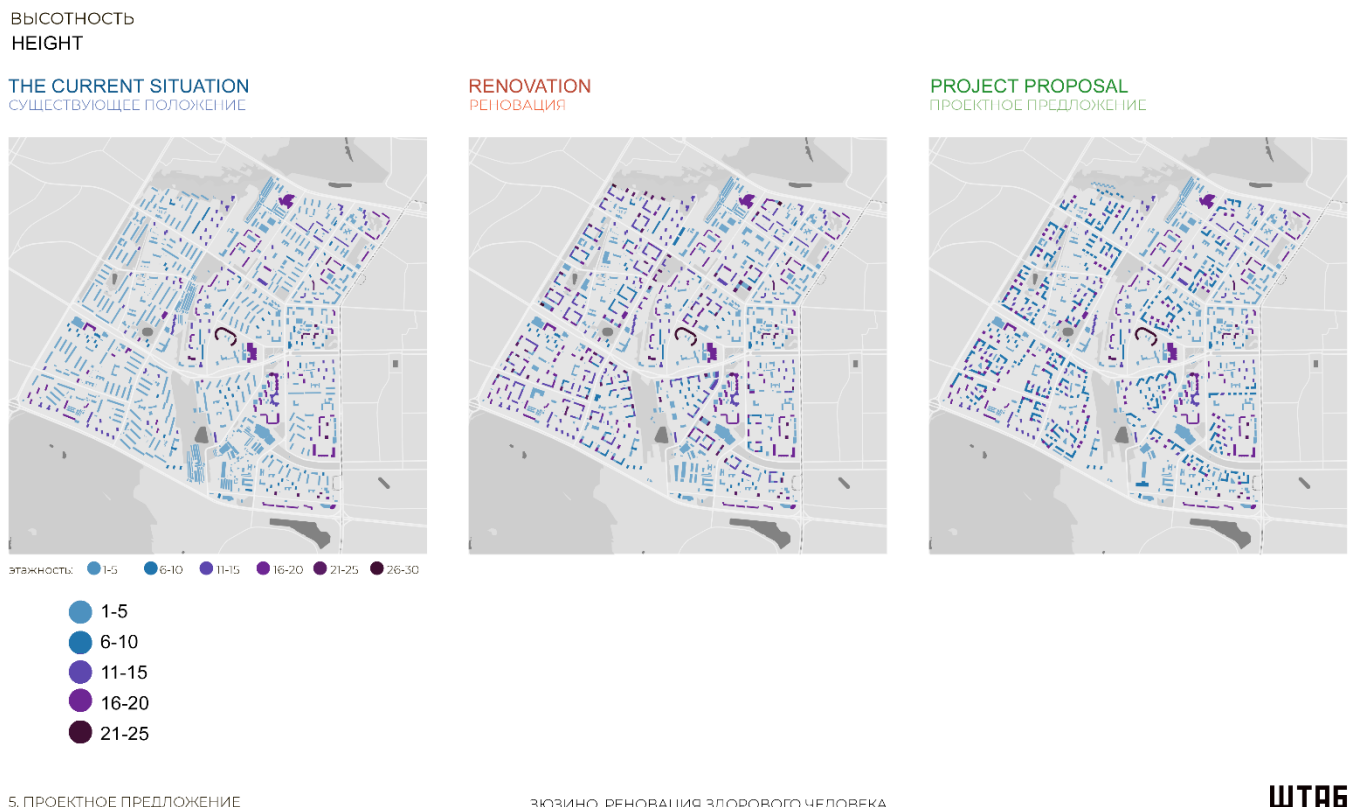 ВЫСОТНОСТЬ
HEIGHT
THE CURRENT SITUATION
СУЩЕСТВУЮЩЕЕ ПОЛОЖЕНИЕ
RENOVATION
РЕНОВАЦИЯ
PROJECT PROPOSAL
ПРОЕКТНОЕ ПРЕДЛОЖЕНИЕ
этажность: 1-5 6-10 11-15 16-20 21-25 26-30
1-5
6-10
11-15
16-20
21-25
5. ПРОЕКТНОЕ ПРЕДЛОЖЕНИЕ
ЗЮЗИНО. РЕНОВАЦИЯ ЗДОРОВОГО ЧЕЛОВЕКА
ШТАБ